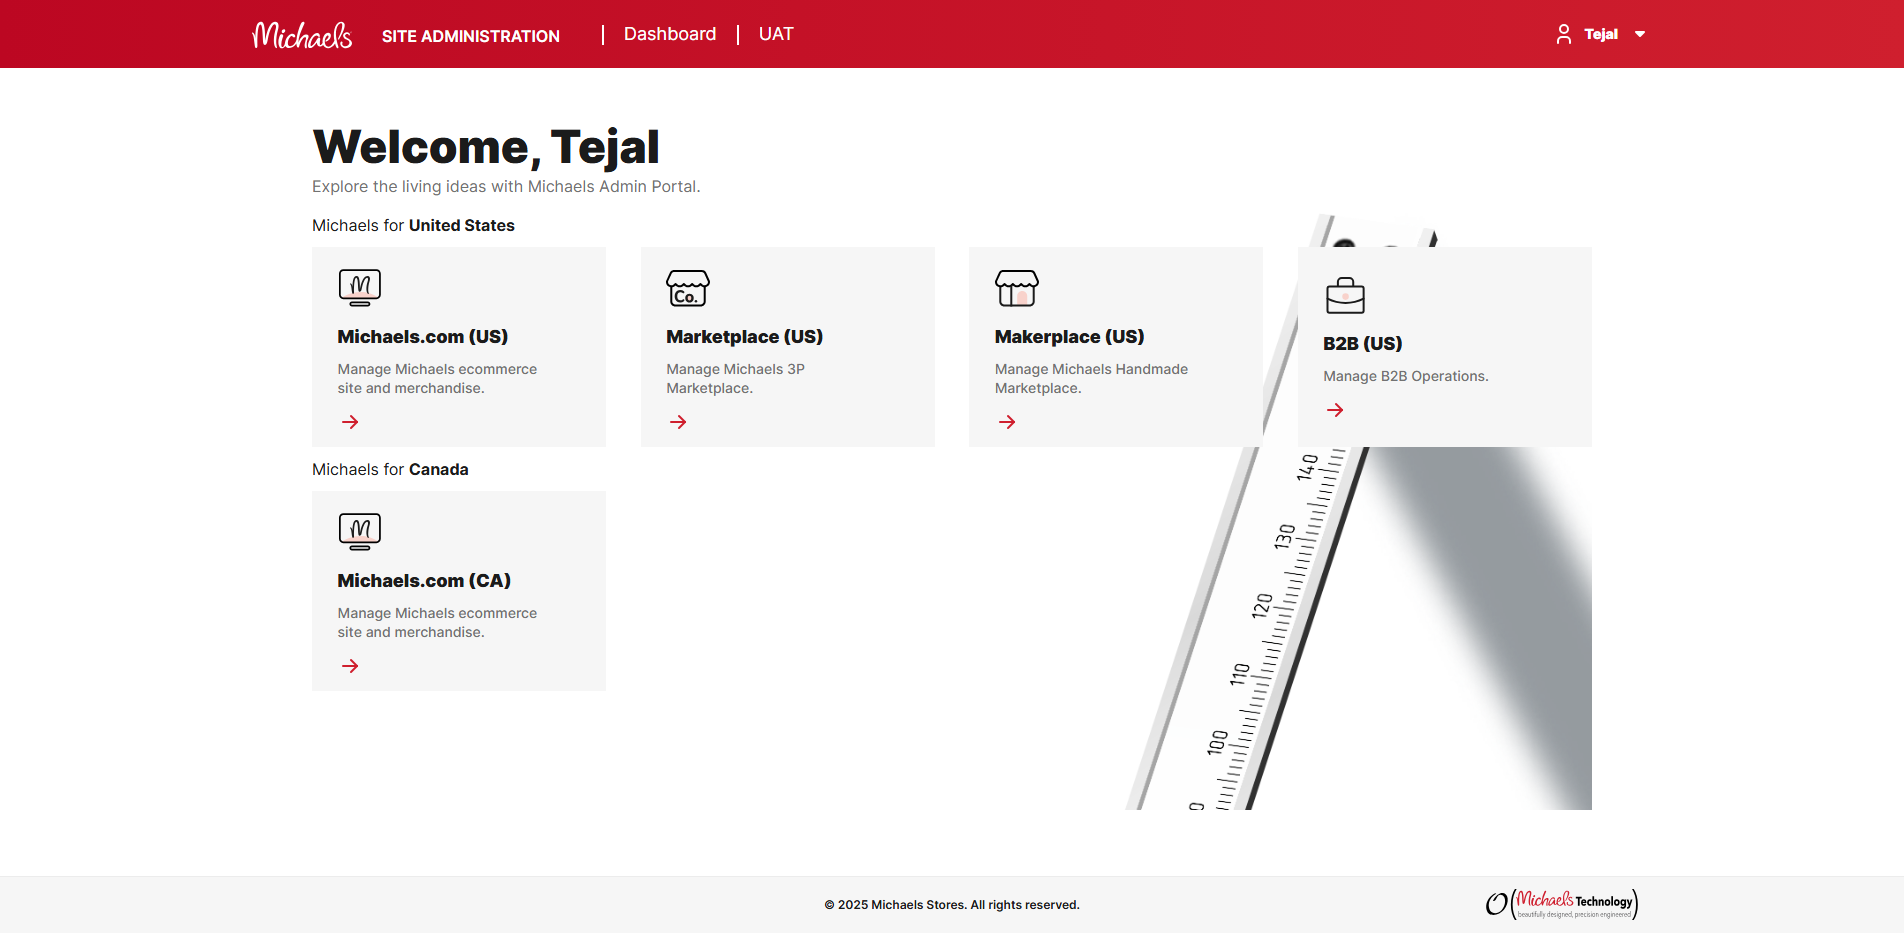 Michaels SITE ADMINISTRATION | Dashboard | UAT Tejal
Welcome, Tejal
Explore the living ideas with Michaels Admin Portal.
Michaels for United States
M
Michaels.com (US)
Manage Michaels ecommerce
site and merchandise.
Co.
Marketplace (US)
Manage Michaels 3P
Marketplace.
Makerplace (US)
Manage Michaels Handmade
Marketplace.
B2B (US)
Manage B2B Operations.
Michaels for Canada
M
Michaels.com (CA)
Manage Michaels ecommerce
site and merchandise.
140
130
120
110
100
0
© 2025 Michaels Stores. All rights reserved.
O(Michaels Technology)
beautifully designed, precision engineered